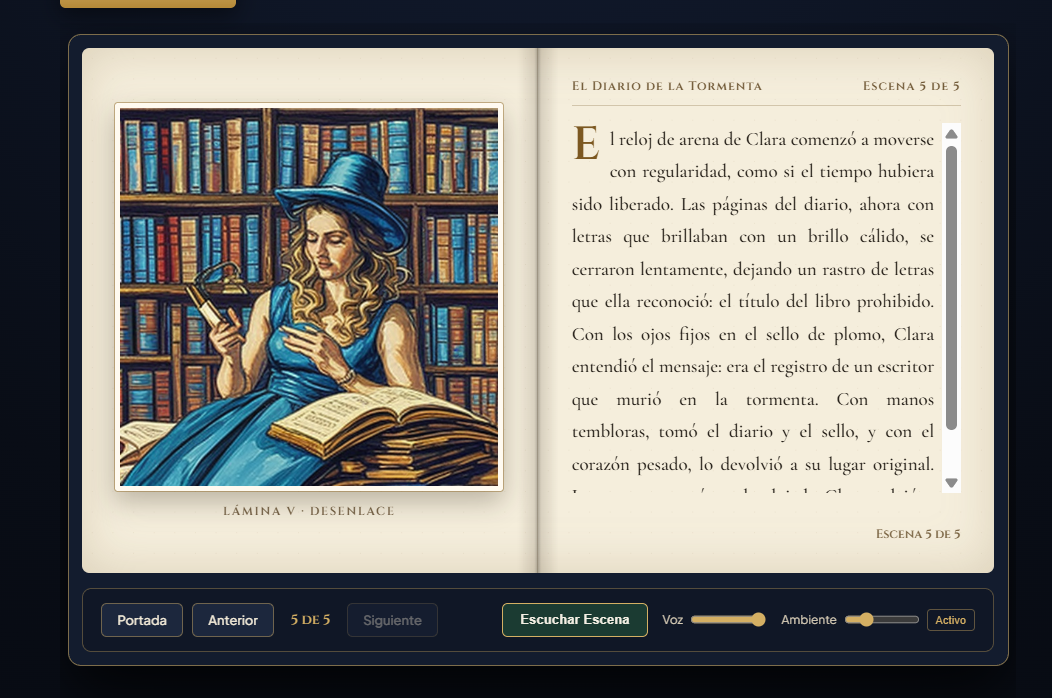 LÁMINA V · DESENLACE
El Diario de la Tormenta
Escena 5 de 5
El reloj de arena de Clara comenzó a moverse
con regularidad, como si el tiempo hubiera
sido liberado. Las páginas del diario, ahora con
letras que brillaban con un brillo cálido, se
cerraron lentamente, dejando un rastro de letras
que ella reconoció: el título del libro prohibido.
Con los ojos fijos en el sello de plomo, Clara
entendió el mensaje: era el registro de un escritor
que murió en la tormenta. Con manos
tembloras, tomó el diario y el sello, y con el
corazón pesado, lo devolvió a su lugar original.
Escena 5 de 5
Portada
Anterior
5 de 5
Siguiente
Escuchar Escena
Voz
Ambiente
Activo